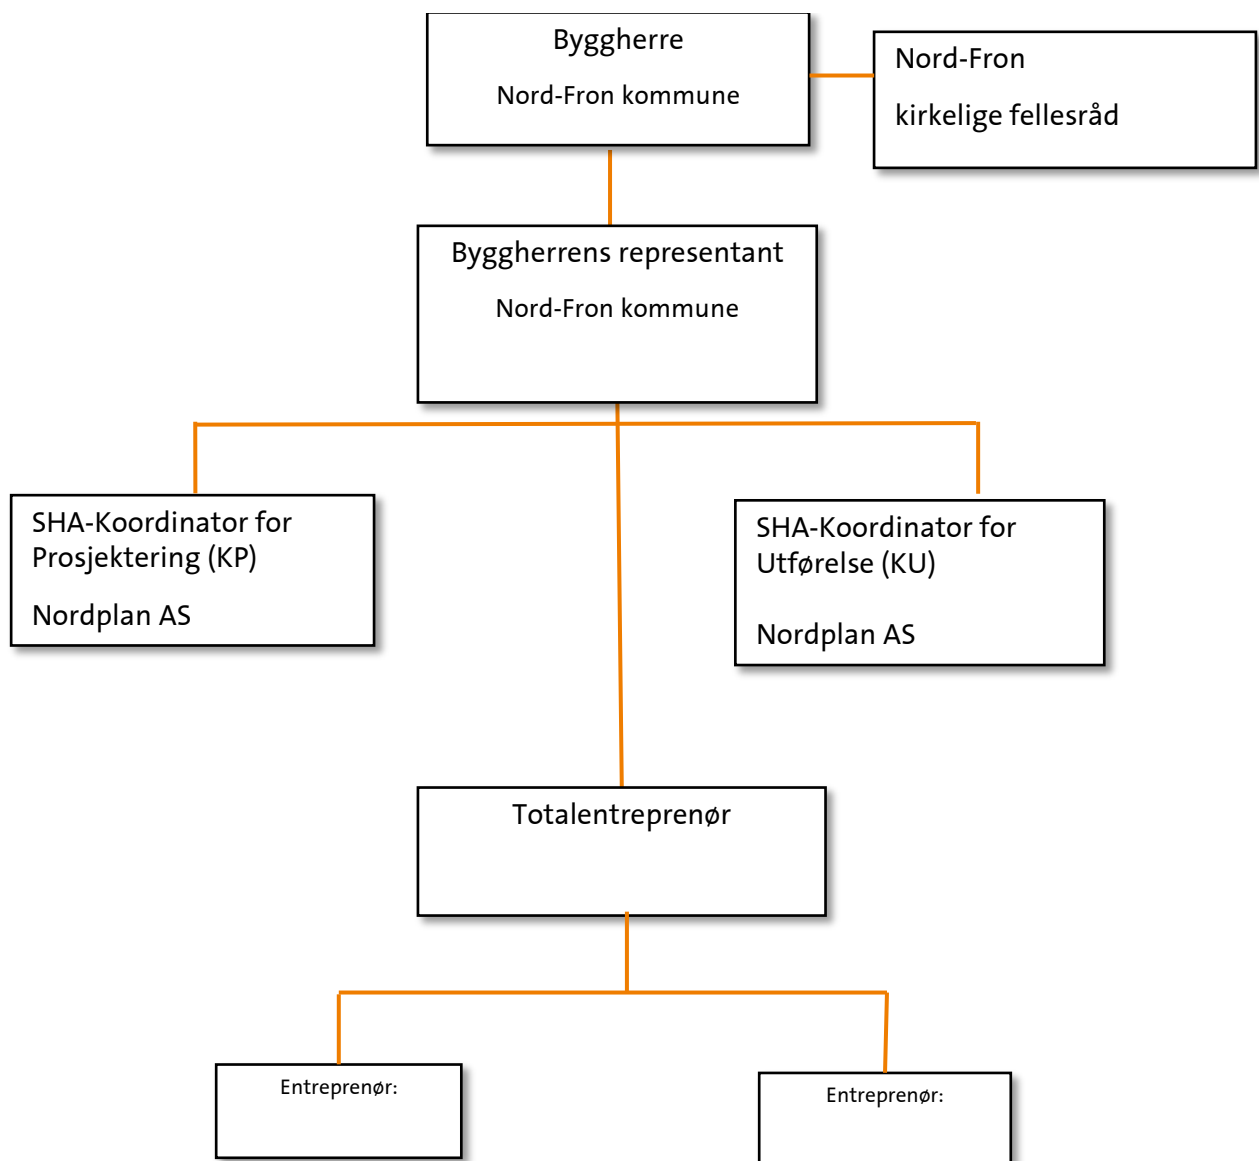 Byggherre
Nord-Fron kommune
Nord-Fron
kirkelige fellesråd
Byggherrens representant
Nord-Fron kommune
SHA-Koordinator for
Prosjektering (KP)
Nordplan AS
SHA-Koordinator for
Utførelse (KU)
Nordplan AS
Totalentreprenør
Entreprenør:
Entreprenør: